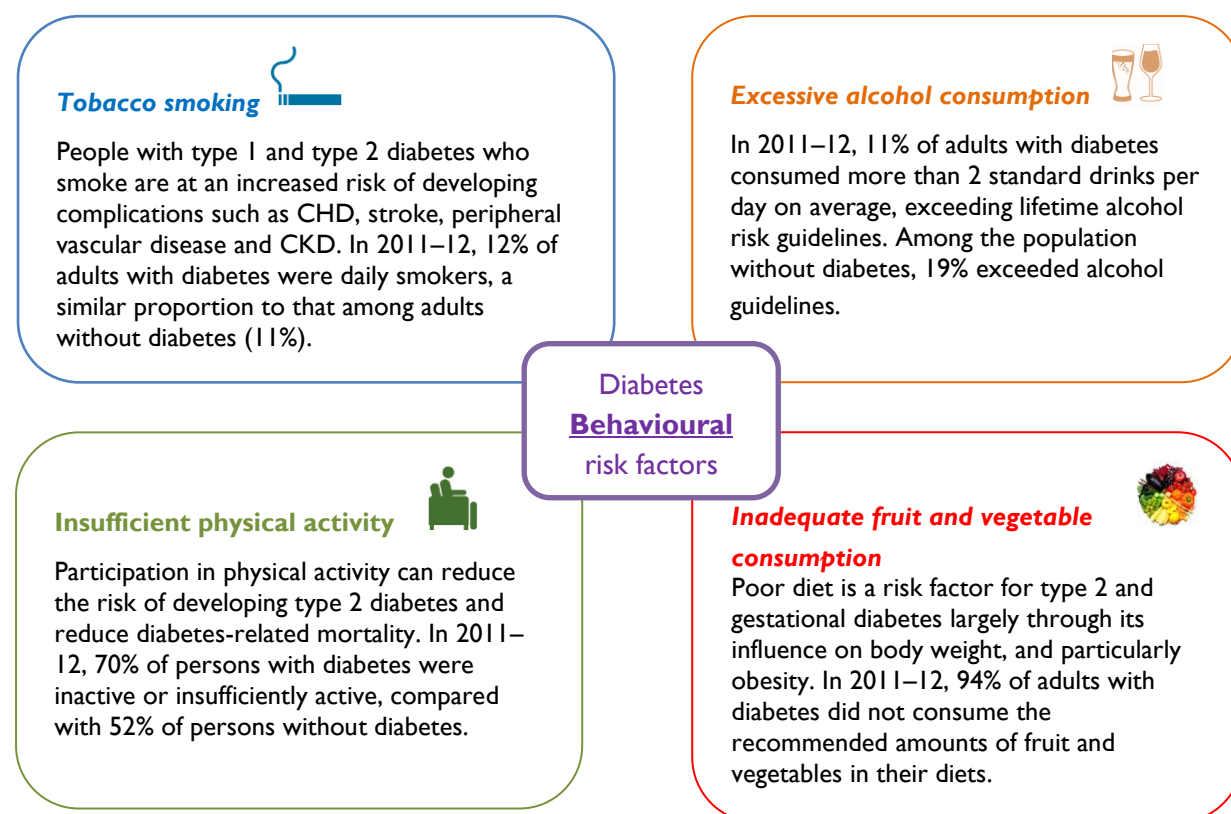 Tobacco smoking
People with type 1 and type 2 diabetes who
smoke are at an increased risk of developing
complications such as CHD, stroke, peripheral
vascular disease and CKD. In 2011–12, 12% of
adults with diabetes were daily smokers, a
similar proportion to that among adults
without diabetes (11%).
Excessive alcohol consumption
In 2011–12, 11% of adults with diabetes
consumed more than 2 standard drinks per
day on average, exceeding lifetime alcohol
risk guidelines. Among the population
without diabetes, 19% exceeded alcohol
guidelines.
Diabetes
Behavioural
risk factors
Insufficient physical activity
Participation in physical activity can reduce
the risk of developing type 2 diabetes and
reduce diabetes-related mortality. In 2011–
12, 70% of persons with diabetes were
inactive or insufficiently active, compared
with 52% of persons without diabetes.
Inadequate fruit and vegetable
consumption
Poor diet is a risk factor for type 2 and
gestational diabetes largely through its
influence on body weight, and particularly
obesity. In 2011–12, 94% of adults with
diabetes did not consume the
recommended amounts of fruit and
vegetables in their diets.